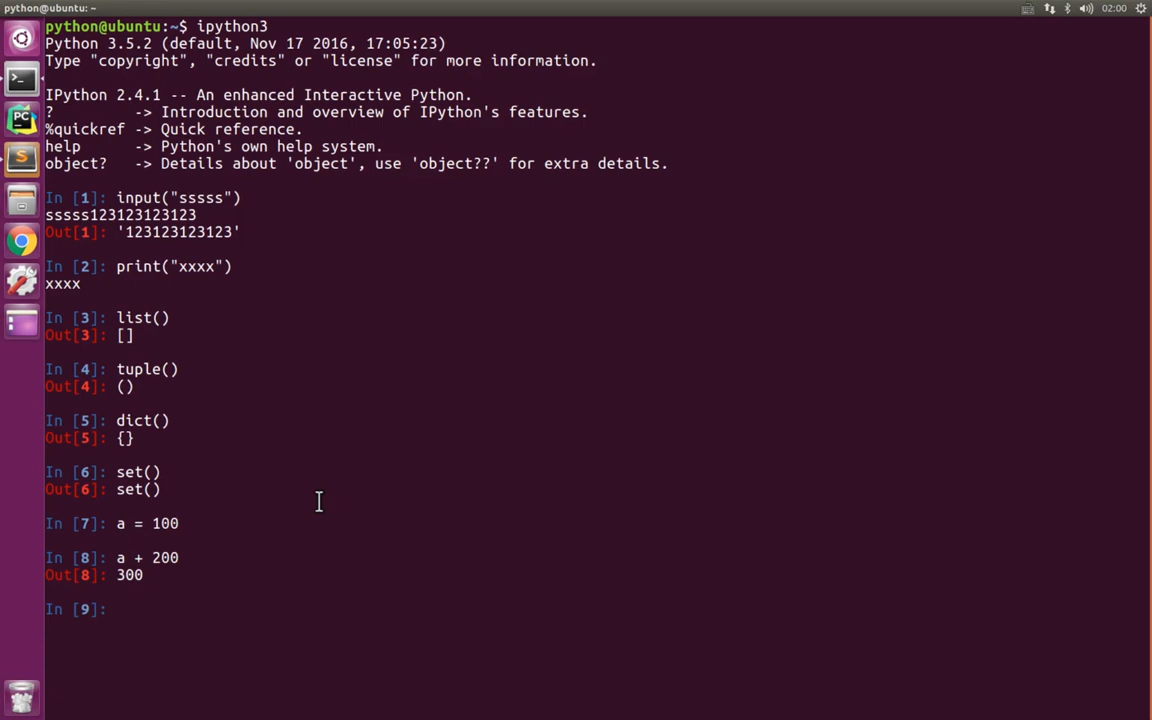 python@ubuntu: ~
02:00
python@ubuntu:~$ ipython3
Python 3.5.2 (default, Nov 17 2016, 17:05:23)
Type "copyright", "credits" or "license" for more information.
IPython 2.4.1 -- An enhanced Interactive Python.
?         -> Introduction and overview of IPython's features.
%quickref -> Quick reference.
help      -> Python's own help system.
object?   -> Details about 'object', use 'object??' for extra details.
In [1]: input("sssss")
sssss123123123123
Out[1]: '123123123123'
In [2]: print("xxxx")
xxxx
In [3]: list()
Out[3]: []
In [4]: tuple()
Out[4]: ()
In [5]: dict()
Out[5]: {}
In [6]: set()
Out[6]: set()
In [7]: a = 100
In [8]: a + 200
Out[8]: 300
In [9]:
PC
S